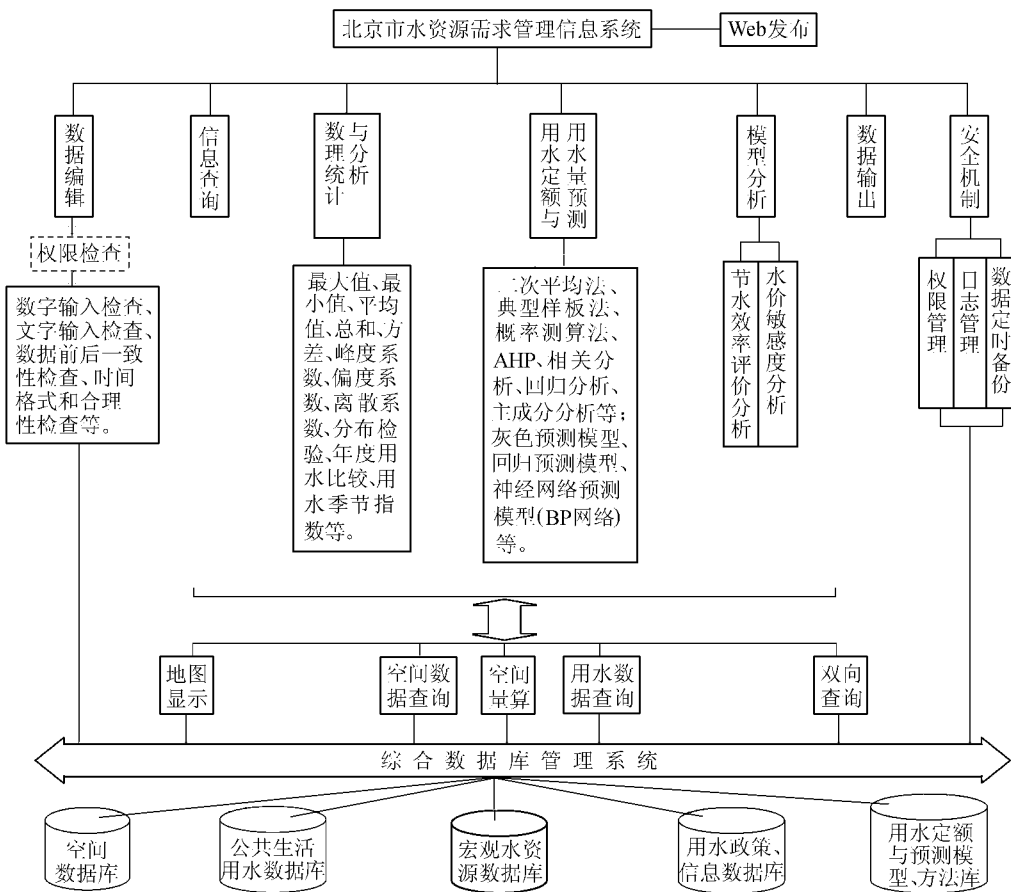 北京市水资源需求管理信息系统
Web发布
数据编辑
信息查询
数理统计
与分析
用水定额与
用水量预测
模型分析
数据输出
安全机制
权限检查
数字输入检查、
文字输入检查、
数据前后一致
性检查、时间
格式和合理
性检查等。
最大值、最
小值、平均
值、总和、方
差、峰度系
数、偏度系
数、离散系
数、分布检
验、年度用
水比较、用
水季节指
数等。
二次平均法、
典型样板法、
概率测算法、
AHP、相关分
析、回归分析、
主成分分析等；
灰色预测模型、
回归预测模型、
神经网络预测
模型(BP网络)
等。
节水效率评价分析
水价敏感度分析
权限管理
日志管理
数据定时备份
地图
显示
空间数
据查询
空间
量算
用水数
据查询
双向
查询
综合数据库管理系统
空间
数据库
公共生活
用水数据库
宏观水资
源数据库
用水政策、
信息数据库
用水定额
与预测模
型、方法库